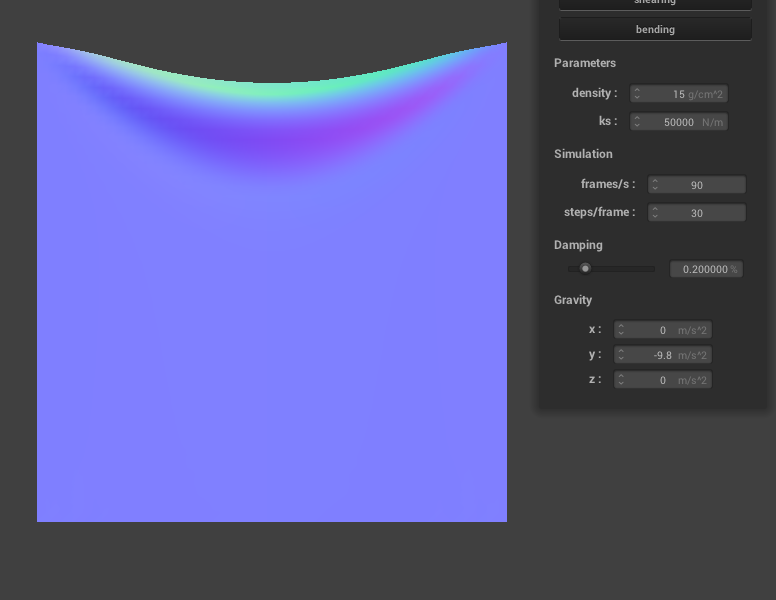 shearing
bending
Parameters
density : 15 g/cm^2
ks : 50000 N/m
Simulation
frames/s : 90
steps/frame : 30
Damping
0.200000 %
Gravity
x : 0 m/s^2
y : -9.8 m/s^2
z : 0 m/s^2